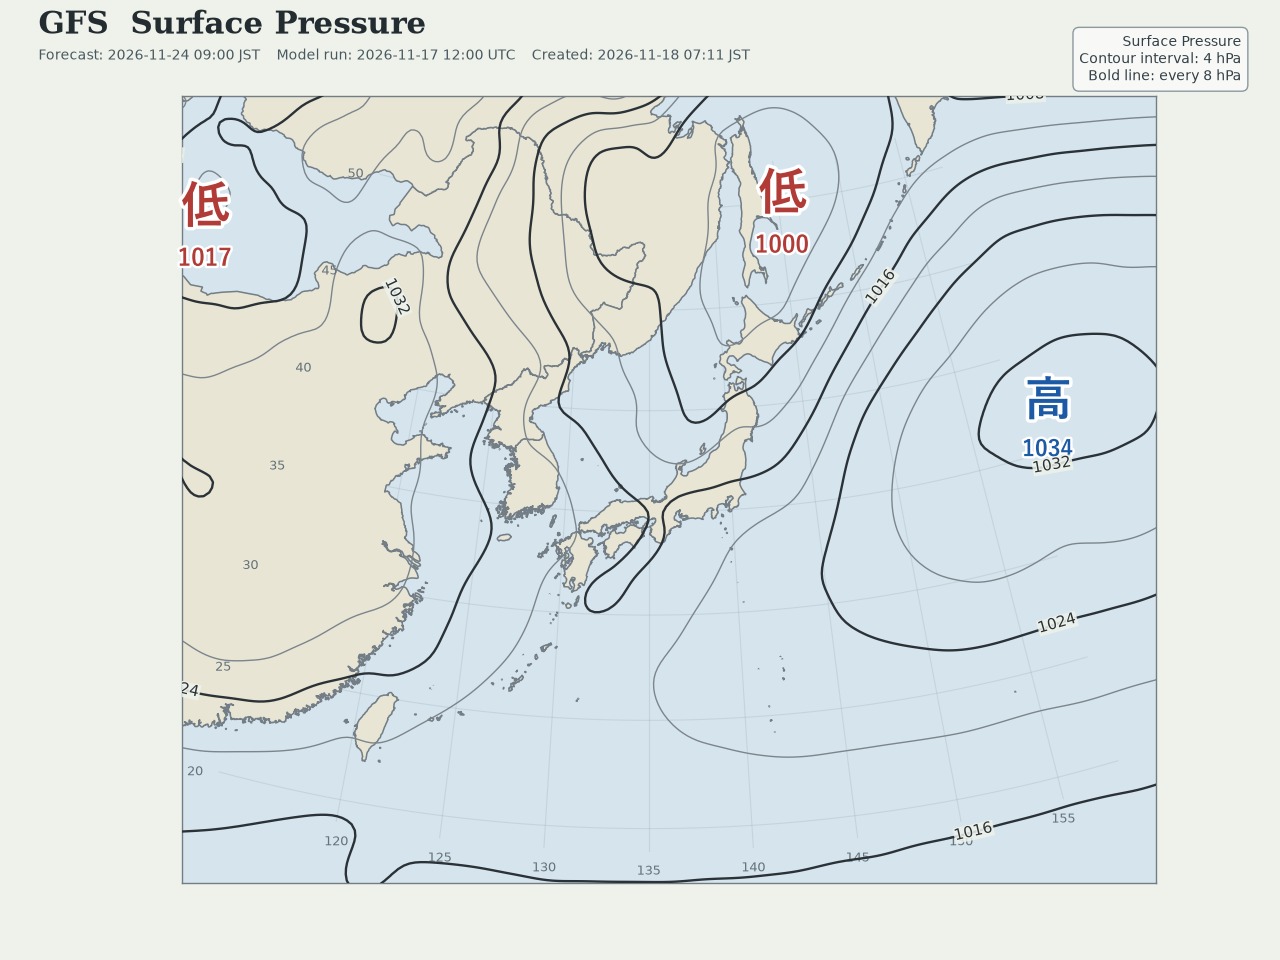 GFS  Surface Pressure
Forecast: 2026-11-24 09:00 JST    Model run: 2026-11-17 12:00 UTC    Created: 2026-11-18 07:11 JST
Surface Pressure
Contour interval: 4 hPa
Bold line: every 8 hPa
50
低
1017
低
1000
45
1032
1016
40
高
1034
1032
35
30
1024
25
24
20
1016
120
125
130
135
140
145
155